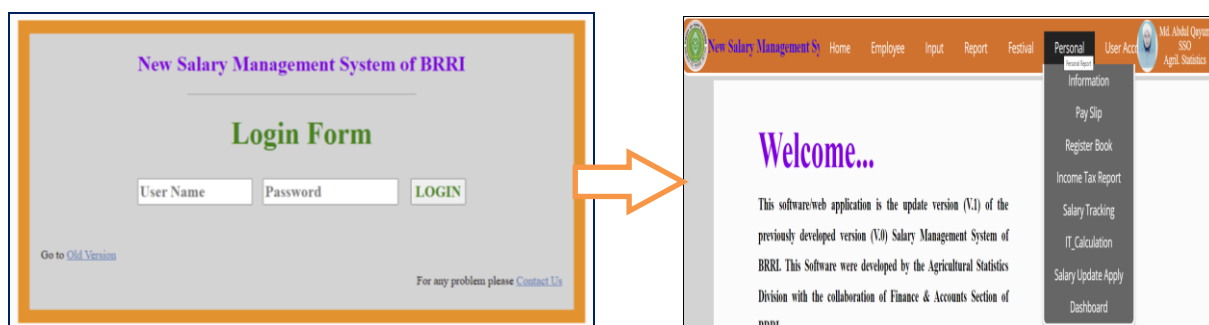 New Salary Management System of BRRI
Login Form
User Name Password LOGIN
Go to Old Version
For any problem please Contact Us
New Salary Management Sy Home Employee Input Report Festival Personal User Acc
Md. Abdul Qayum
SSO
Agril. Statistics
Personal Report
Information
Pay Slip
Register Book
Income Tax Report
Salary Tracking
IT_Calculation
Salary Update Apply
Dashboard
Welcome...
This software/web application is the update version (V.1) of the
previously developed version (V.0) Salary Management System of
BRRI. This Software were developed by the Agricultural Statistics
Division with the collaboration of Finance & Accounts Section of
BRRI